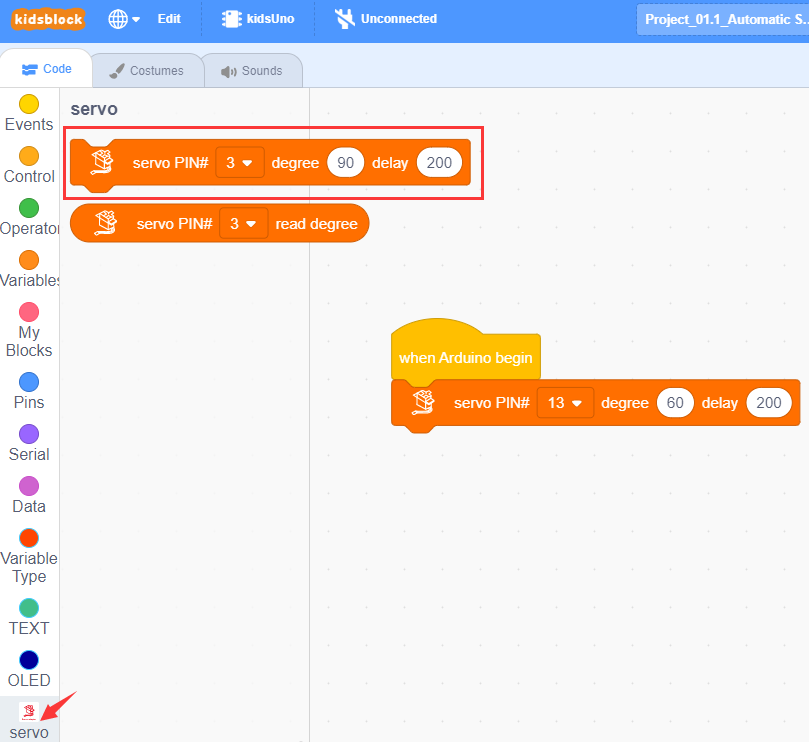 kidsblock Edit kidsUno Unconnected Project_01.1_Automatic S..
Code Costumes Sounds
servo
Events
Control
Operator
Variables
My
Blocks
Pins
Serial
Data
Variable
Type
TEXT
OLED
servo
servo PIN# 3 degree 90 delay 200
servo PIN# 3 read degree
when Arduino begin
servo PIN# 13 degree 60 delay 200